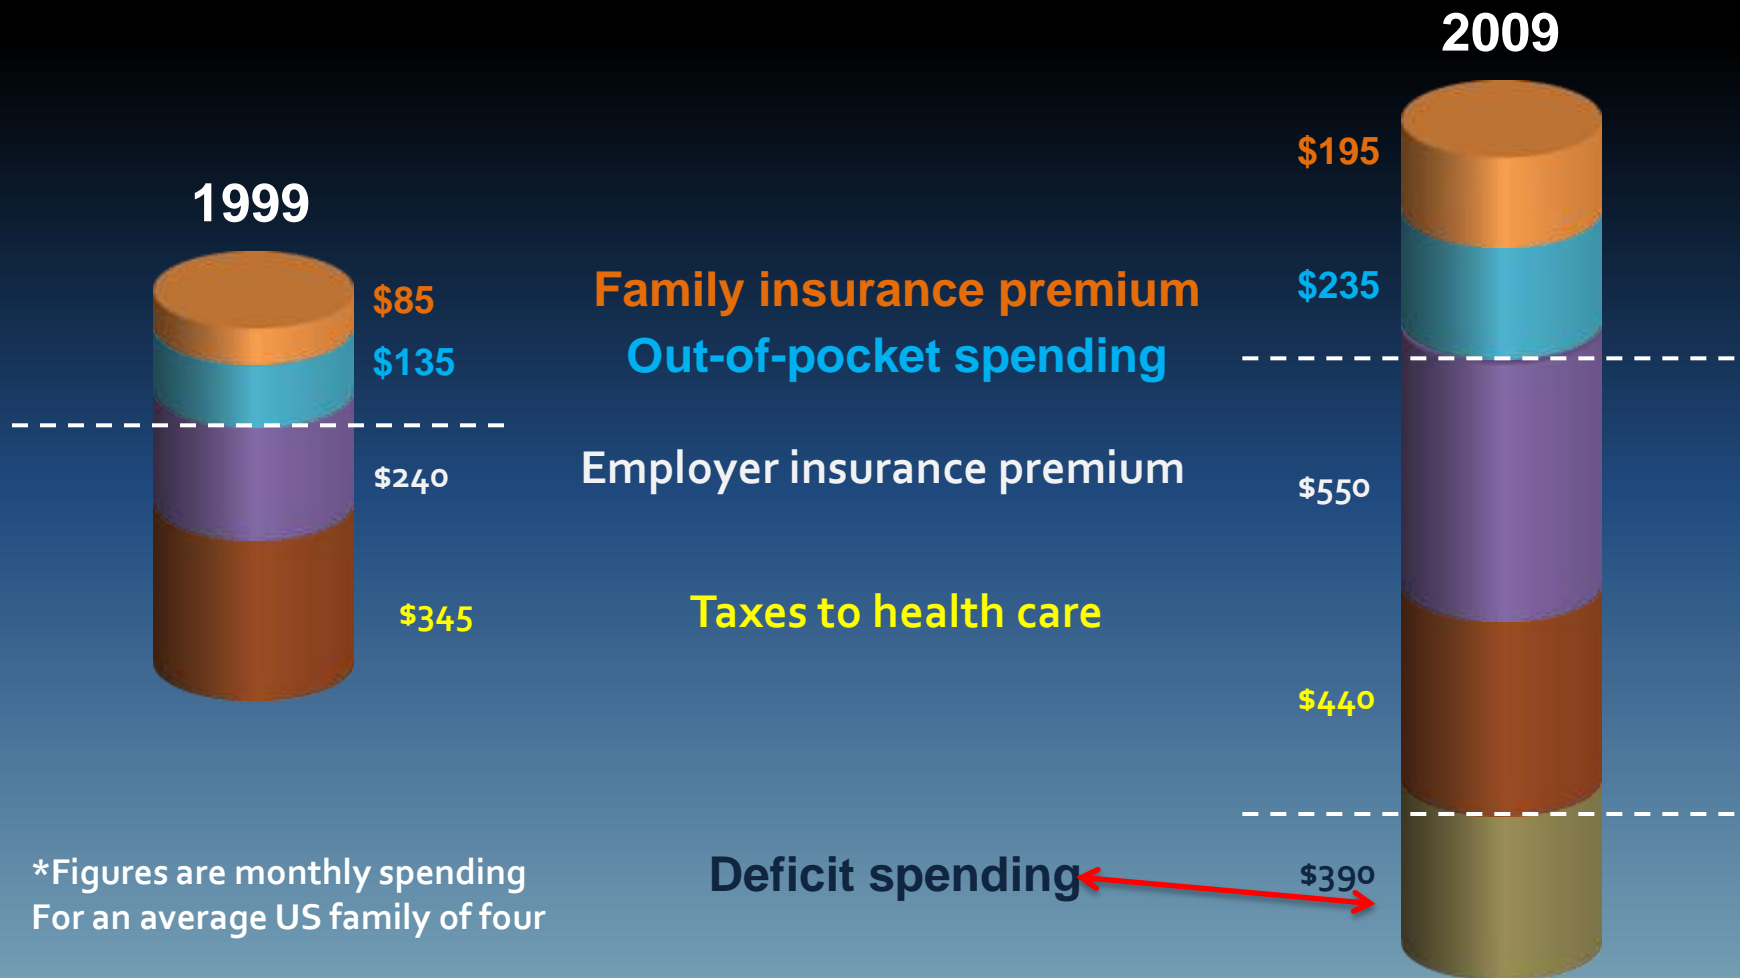 2009
$195
1999
$85
Family insurance premium
$235
$135
Out-of-pocket spending
$240
Employer insurance premium
$550
$345
Taxes to health care
$440
*Figures are monthly spending
For an average US family of four
Deficit spending
$390